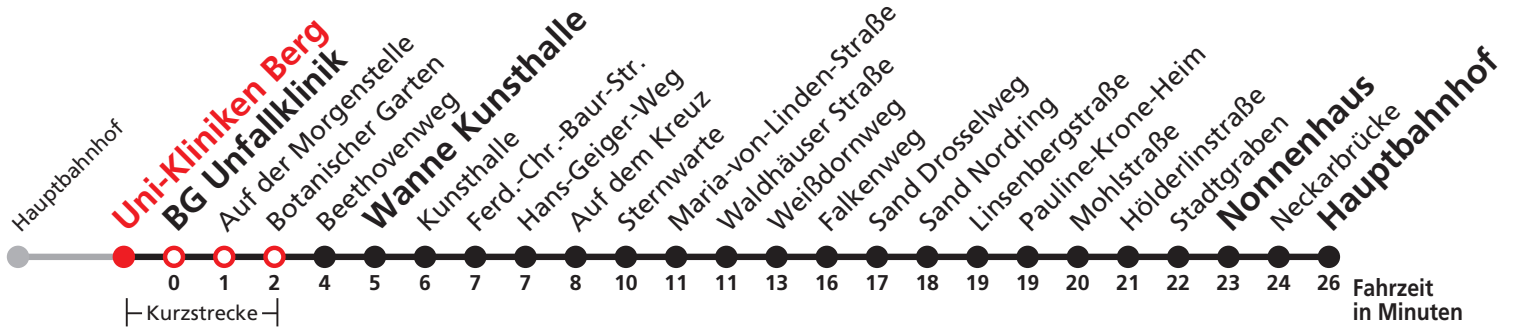 Hauptbahnhof
Uni-Kliniken Berg
BG Unfallklinik
Auf der Morgenstelle
Botanischer Garten
Beethovenweg
Wanne Kunsthalle
Kunsthalle
Ferd.-Chr.-Baur-Str.
Hans-Geiger-Weg
Auf dem Kreuz
Sternwarte
Maria-von-Linden-Straße
Waldhäuser Straße
Weißdornweg
Falkenweg
Sand Drosselweg
Sand Nordring
Linsenbergstraße
Pauline-Krone-Heim
Mohlstraße
Hölderlinstraße
Stadtgraben
Nonnenhaus
Neckarbrücke
Hauptbahnhof
0 1 2 4 5 6 7 7 8 10 11 11 13 16 17 18 19 19 20 21 22 23 24 26
Fahrzeit
in Minuten
Kurzstrecke